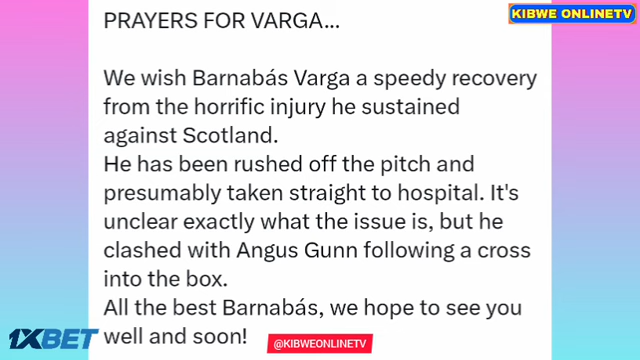 KIBWE ONLINETV
PRAYERS FOR VARGA...
We wish Barnabás Varga a speedy recovery
from the horrific injury he sustained
against Scotland.
He has been rushed off the pitch and
presumably taken straight to hospital. It's
unclear exactly what the issue is, but he
clashed with Angus Gunn following a cross
into the box.
All the best Barnabás, we hope to see you
well and soon!
1XBET
@KIBWEONLINETV